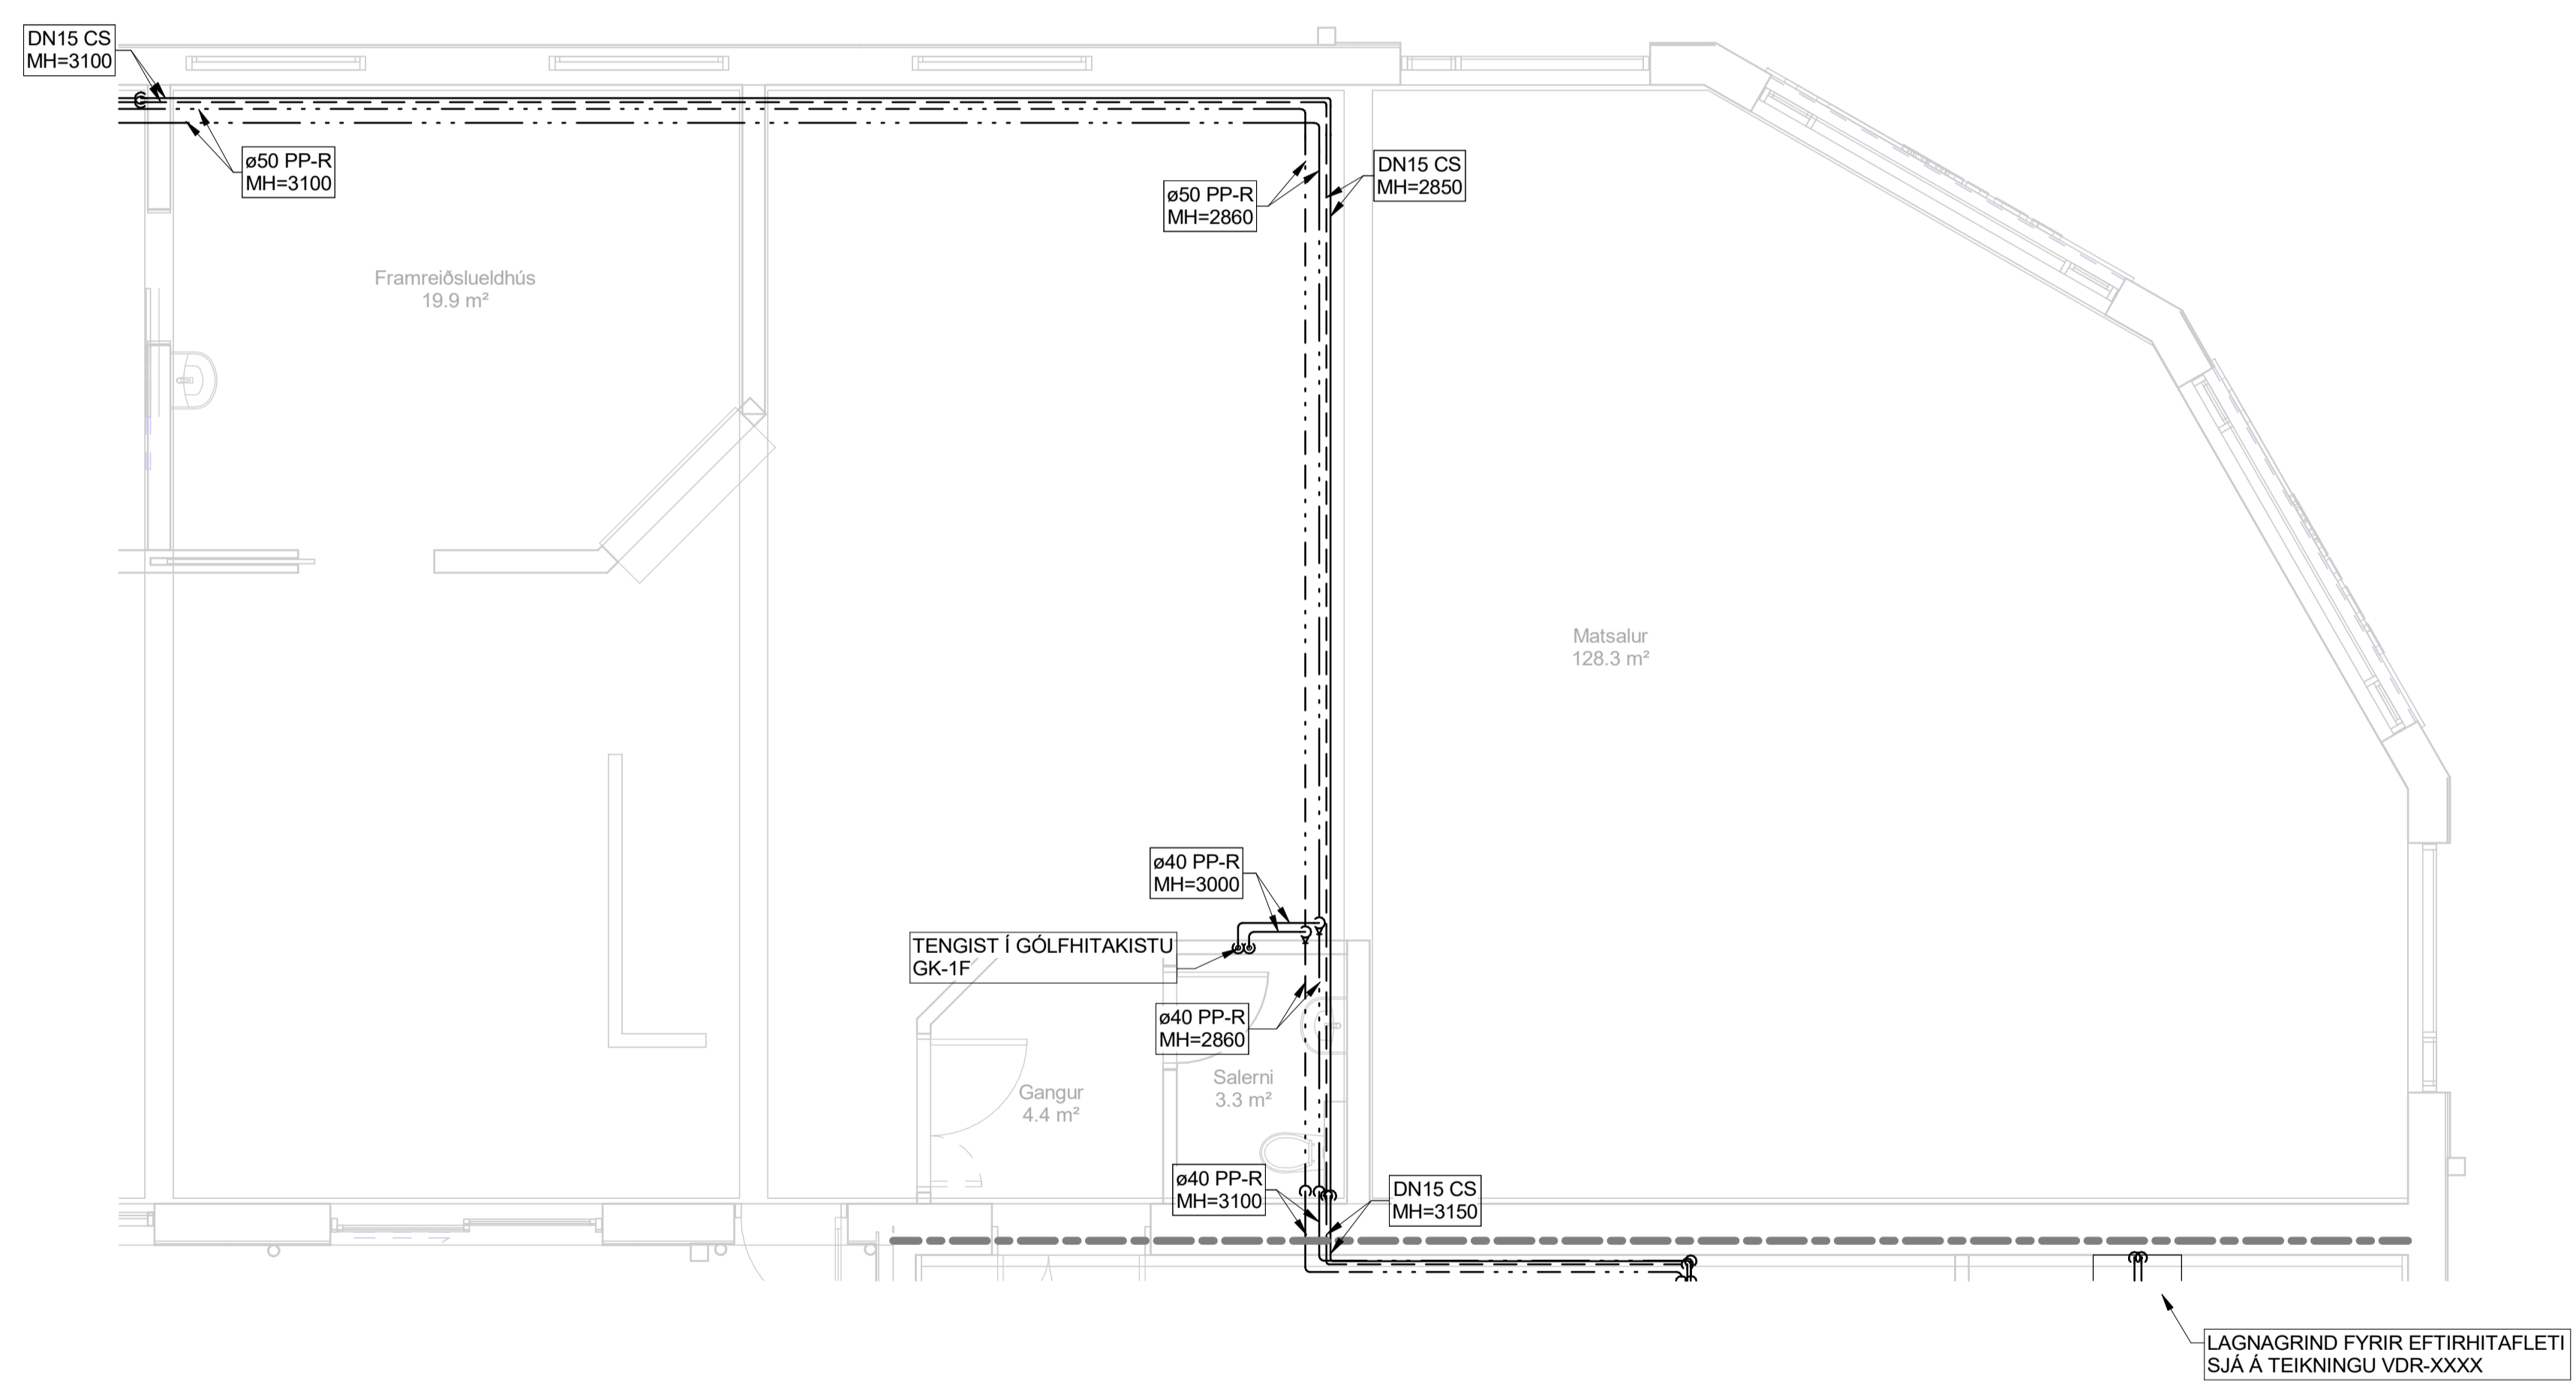 DN15 CS
MH=3100
ø50 PP-R
MH=3100
ø50 PP-R
MH=2860
DN15 CS
MH=2850
Framreiðslueldhús
19.9 m²
Matsalur
128.3 m²
ø40 PP-R
MH=3000
TENGIST Í GÓLFHITAKISTU
GK-1F
ø40 PP-R
MH=2860
Gangur
4.4 m²
Salerni
3.3 m²
ø40 PP-R
MH=3100
DN15 CS
MH=3150
LAGNAGRIND FYRIR EFTIRHITAFLETI
SJÁ Á TEIKNINGU VDR-XXXX